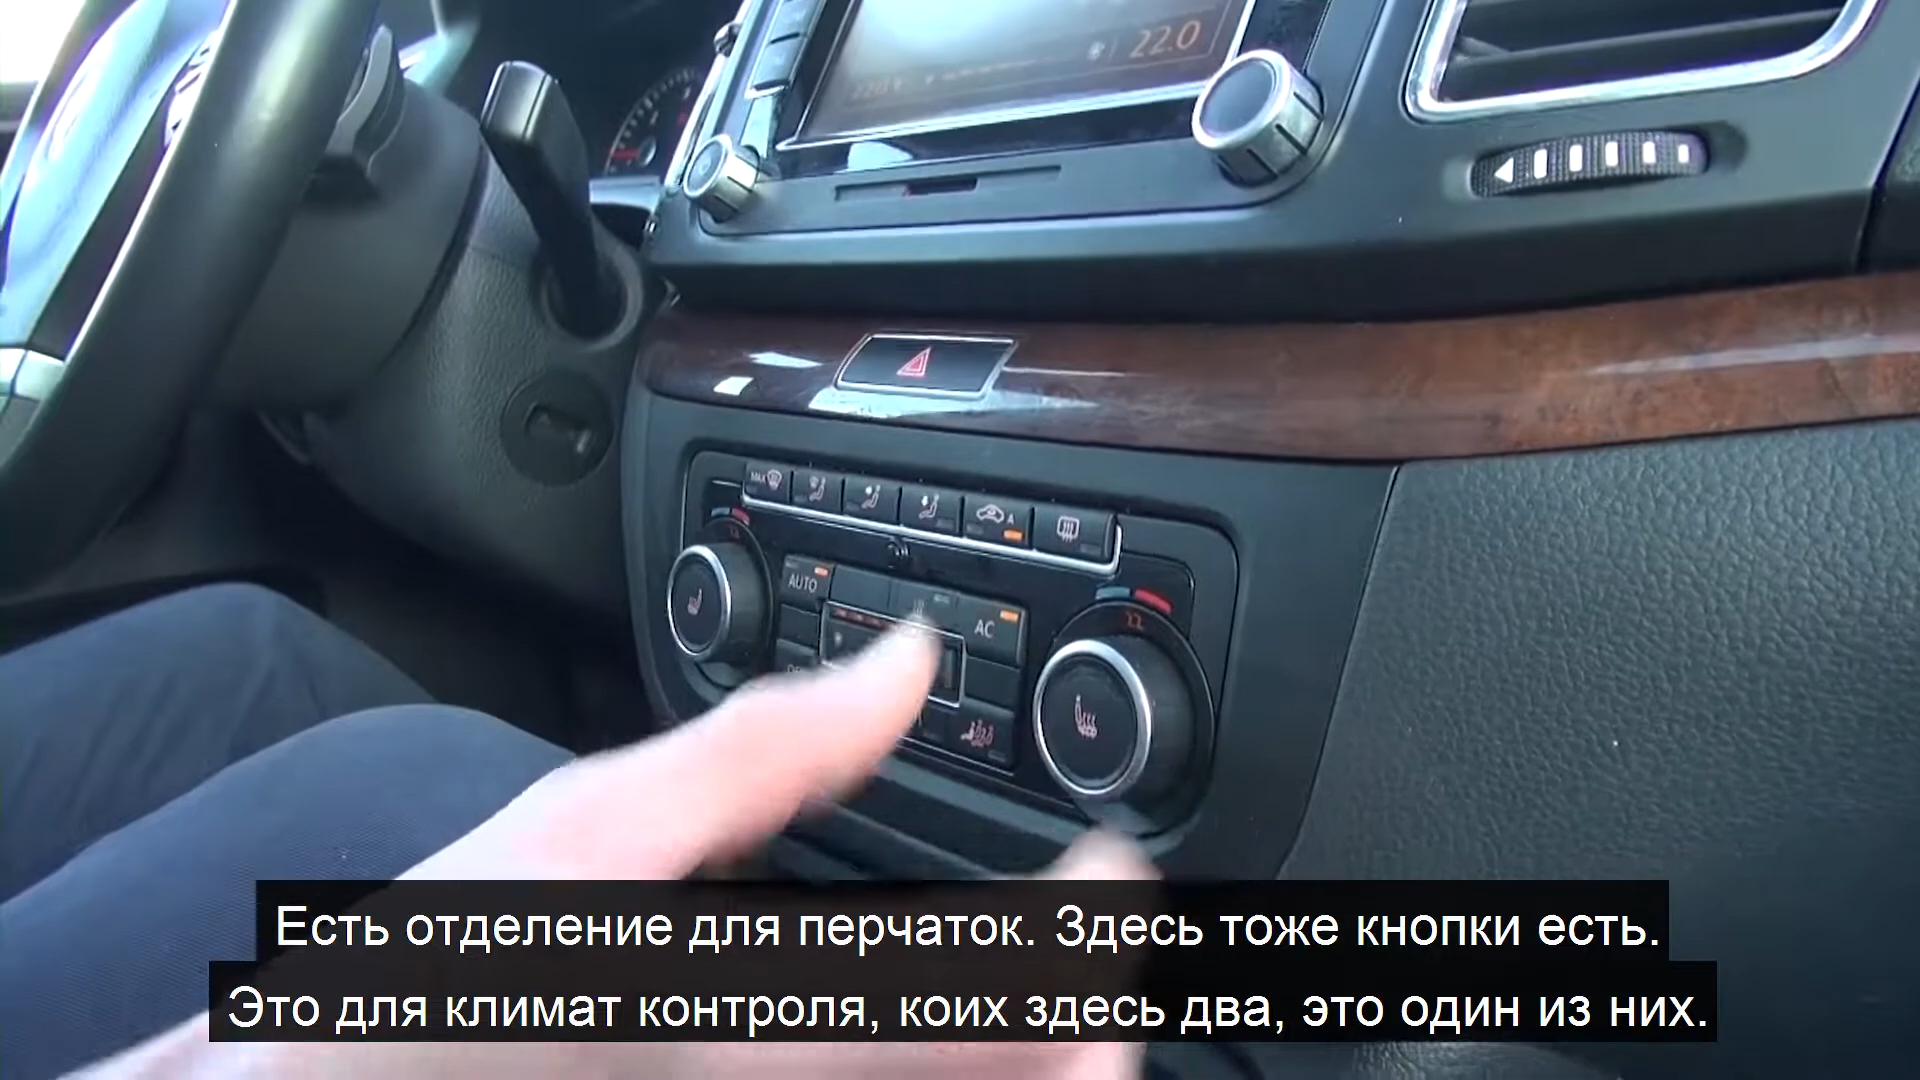 22.0
MAX
A
AUTO
AC
Есть отделение для перчаток. Здесь тоже кнопки есть.
Это для климат контроля, коих здесь два, это один из них.